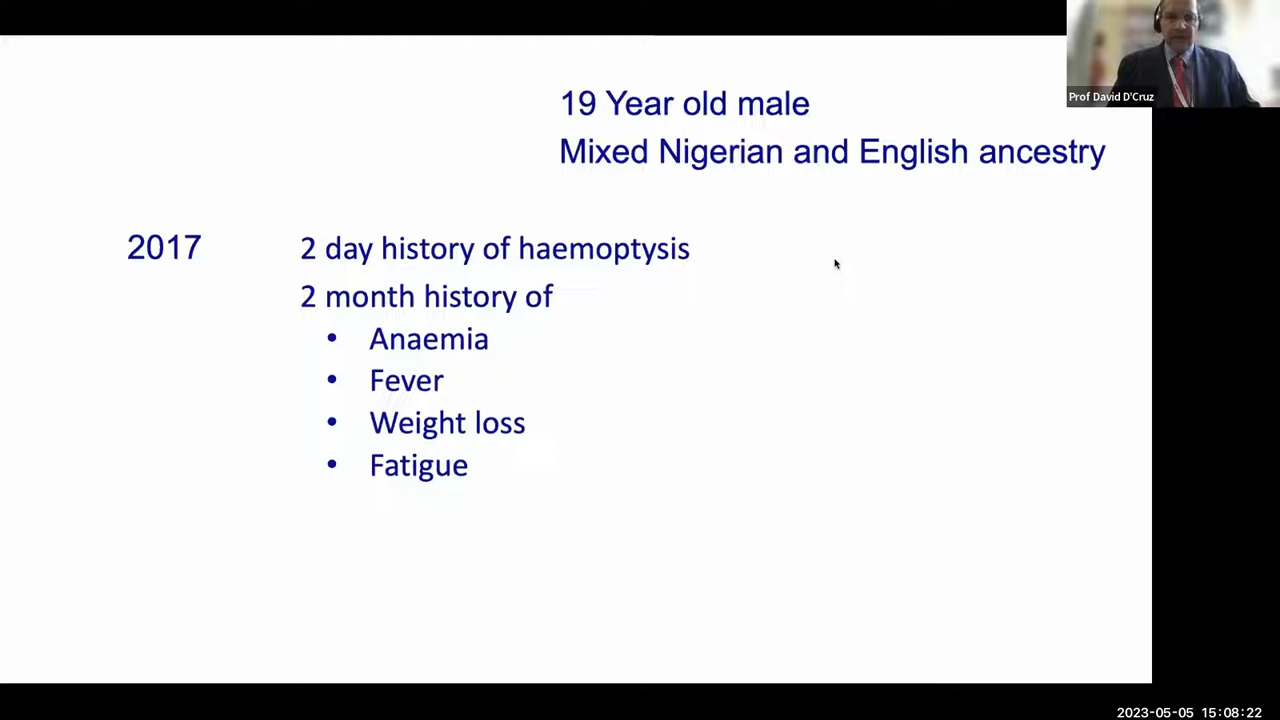 Prof David D'Cruz
19 Year old male
Mixed Nigerian and English ancestry
2017 2 day history of haemoptysis
2 month history of
• Anaemia
• Fever
• Weight loss
• Fatigue
2023-05-05 15:08:22